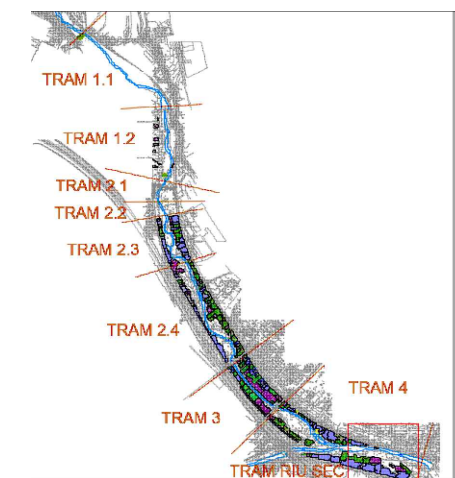 TRAM 1.1
TRAM 1.2
TRAM 2.1
TRAM 2.2
TRAM 2.3
TRAM 2.4
TRAM 4
TRAM 3
TRAM RIU SEC